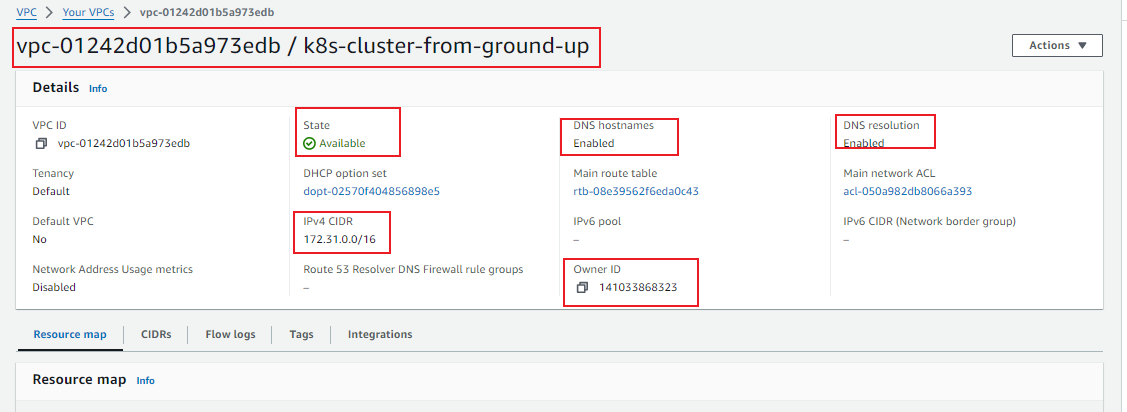 VPC > Your VPCs > vpc-01242d01b5a973edb
vpc-01242d01b5a973edb / k8s-cluster-from-ground-up
Actions
Details Info
VPC ID
vpc-01242d01b5a973edb
State
Available
DNS hostnames
Enabled
DNS resolution
Enabled
Tenancy
Default
DHCP option set
dopt-02570f404856898e5
Main route table
rtb-08e39562f6eda0c43
Main network ACL
acl-050a982db8066a393
Default VPC
No
IPv4 CIDR
172.31.0.0/16
IPv6 pool
–
IPv6 CIDR (Network border group)
–
Network Address Usage metrics
Disabled
Route 53 Resolver DNS Firewall rule groups
–
Owner ID
141033868323
Resource map CIDRs Flow logs Tags Integrations
Resource map Info